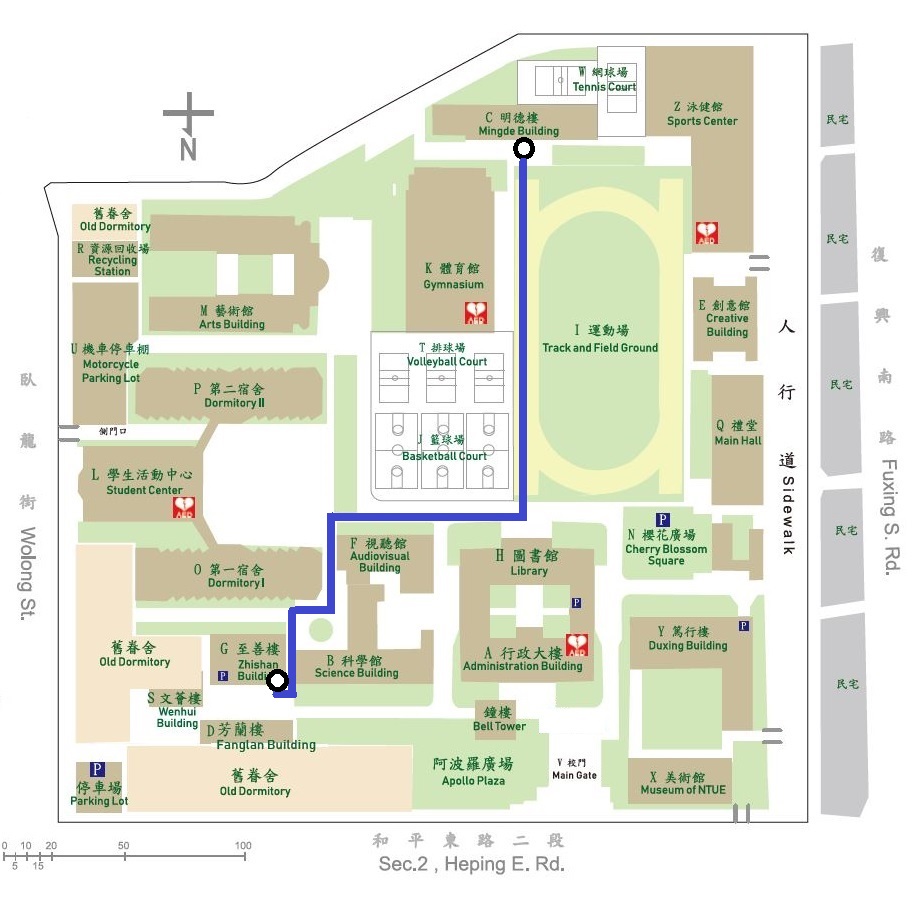 W 網球場
Tennis Court
C 明德樓
Mingde Building
Z 泳健館
Sports Center
民宅
N
舊眷舍
Old Dormitory
R 資源回收場
Recycling
Station
K 體育館
Gymnasium
AED
AED
民宅
復興南路
Fuxing S. Rd.
M 藝術館
Arts Building
I 運動場
Track and Field Ground
E 創意館
Creative
Building
人行道 Sidewalk
U 機車停車棚
Motorcycle
Parking Lot
T 排球場
Volleyball Court
P 第二宿舍
Dormitory II
民宅
臥龍街
Wolong St.
側門口
J 籃球場
Basketball Court
Q 禮堂
Main Hall
L 學生活動中心
Student Center
AED
P
N 櫻花廣場
Cherry Blossom
Square
民宅
F 視聽館
Audiovisual
Building
H 圖書館
Library
O 第一宿舍
Dormitory I
P
舊眷舍
Old Dormitory
G 至善樓
Zhishan
Building
P
B 科學館
Science Building
A 行政大樓
Administration Building
AED
Y 篤行樓
Duxing Building
P
民宅
S 文薈樓
Wenhui
Building
D 芳蘭樓
Fanglan Building
鐘樓
Bell Tower
P
停車場
Parking Lot
舊眷舍
Old Dormitory
阿波羅廣場
Apollo Plaza
V 校門
Main Gate
X 美術館
Museum of NTUE
0 10 20 50 100
5 15
和平東路二段
Sec.2 , Heping E. Rd.